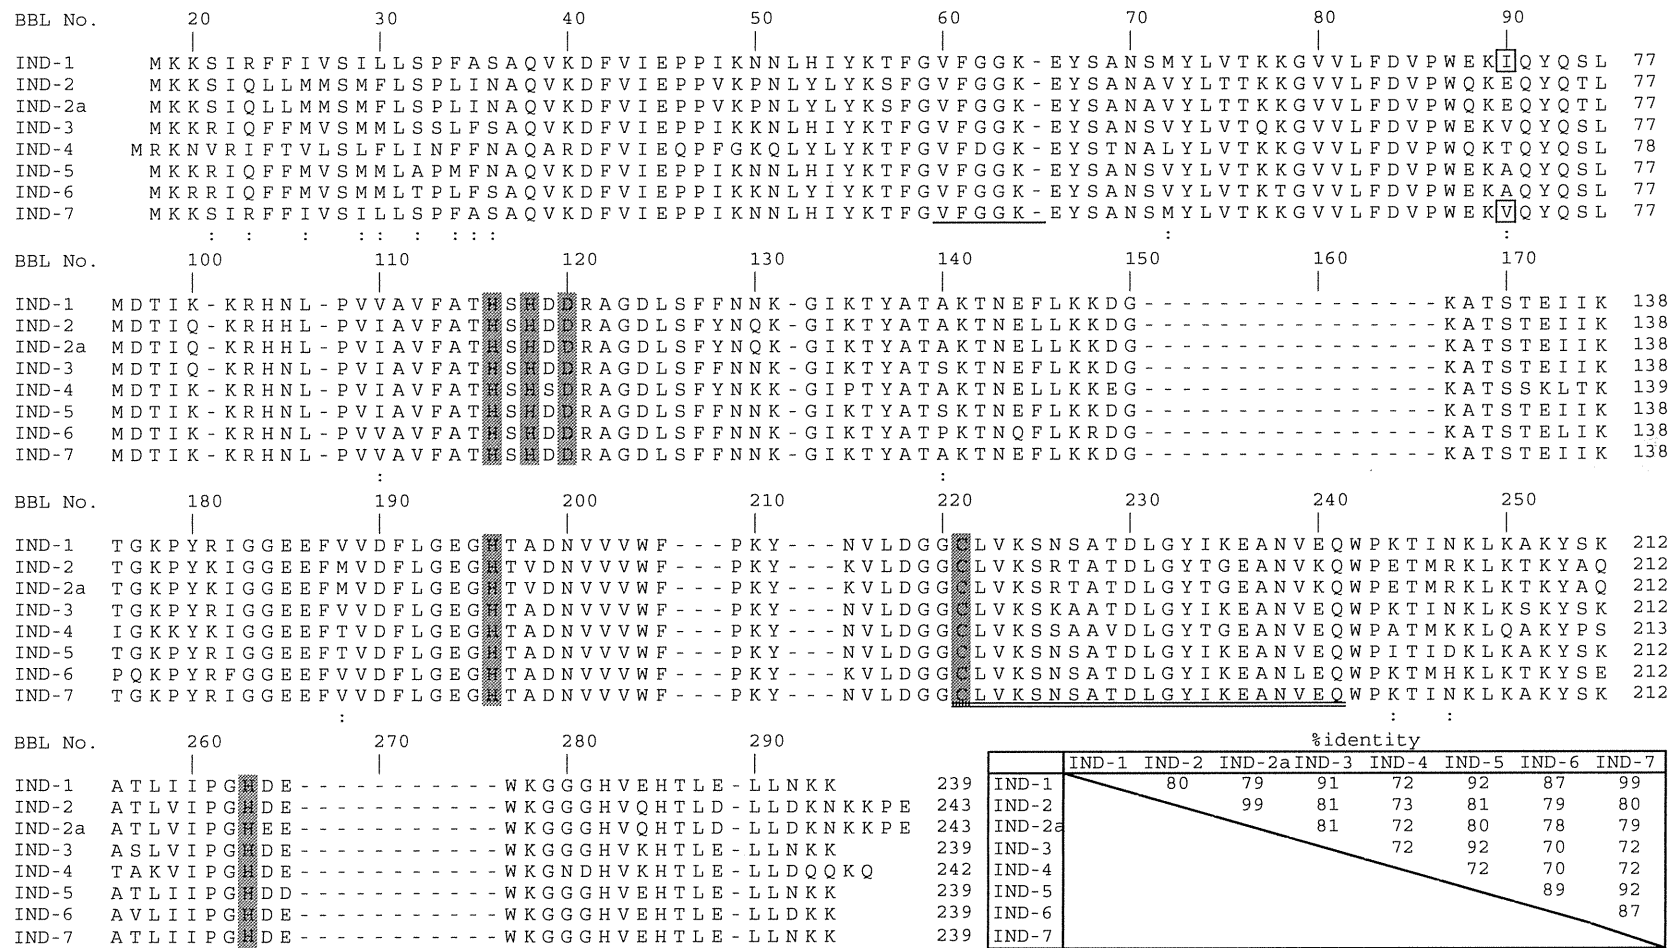 BBL No. 20 30 40 50 60 70 80 90
IND-1 MKKSIRFFIVSILLSPFASAQVKDFVIEPPIKNNLHIYKTFGVFGGK-EYSANSMYLVTKKGVVLFDVPWEKIQYQSL 77
IND-2 MKKSIQLLMMSMFLSPLINAQVKDFVIEPPVKPNLYLYKSFGVFGGK-EYSANAVYLTTKKGVVLFDVPWQKEQYQTL 77
IND-2a MKKSIQLLMMSMFLSPLINAQVKDFVIEPPVKPNLYLYKSFGVFGGK-EYSANAVYLTTKKGVVLFDVPWQKEQYQTL 77
IND-3 MKKRIQFFMVSMMLSSLFSAQVKDFVIEPPIKKNLHIYKTFGVFGGK-EYSANSVYLVTQKGVVLFDVPWEKVQYQSL 77
IND-4 MRKNVRIFTVLSLFLINFFNAQARDFVIEQPFGKQLYLYKTFGVFDGK-EYSTNALYLVTKKGVVLFDVPWQKTQYQSL 78
IND-5 MKKRIQFFMVSMMLAPMFNAQVKDFVIEPPIKNNLHIYKTFGVFGGK-EYSANSVYLVTKKGVVLFDVPWEKAQYQSL 77
IND-6 MKRRIQFFMVSMMLTPLFSAQVKDFVIEPPIKKNLYIYKTFGVFGGK-EYSANSVYLVTKTGVVLFDVPWEKAQYQSL 77
IND-7 MKKSIRFFIVSILLSPFASAQVKDFVIEPPIKNNLHIYKTFGVFGGK-EYSANSMYLVTKKGVVLFDVPWEKVQYQSL 77
: : : : : : : : : : :
BBL No. 100 110 120 130 140 150 160 170
IND-1 MDTIK-KRHNL-PVVAVFATHSHDDRAGDLSFFNNK-GIKTYATAKTNEFLKKDG----------------KATSTEIIK 138
IND-2 MDTIQ-KRHHL-PVIAVFATHSHDDRAGDLSFYNQK-GIKTYATAKTNELLKKDG----------------KATSTEIIK 138
IND-2a MDTIQ-KRHHL-PVIAVFATHSHDDRAGDLSFYNQK-GIKTYATAKTNELLKKDG----------------KATSTEIIK 138
IND-3 MDTIQ-KRHNL-PVIAVFATHSHDDRAGDLSFFNNK-GIKTYATSKTNEFLKKDG----------------KATSTEIIK 138
IND-4 MDTIK-KRHNL-PVIAVFATHSHSDRAGDLSFYNKK-GIPTYATAKTNELLKKEG----------------KATSSKLTK 139
IND-5 MDTIK-KRHNL-PVIAVFATHSHDDRAGDLSFFNNK-GIKTYATSKTNEFLKKDG----------------KATSTEIIK 138
IND-6 MDTIK-KRHNL-PVVAVFATHSHDDRAGDLSFFNNK-GIKTYATPKTNQFLKRDG----------------KATSTELIK 138
IND-7 MDTIK-KRHNL-PVVAVFATHSHDDRAGDLSFFNNK-GIKTYATAKTNEFLKKDG----------------KATSTEIIK 138
: :
BBL No. 180 190 200 210 220 230 240 250
IND-1 TGKPYRIGGEEFVVDFLGEGHTADNVVVWF---PKY---NVLDGGCLVKSNSATDLGYIKEANVEQWPKTINKLKAKYSK 212
IND-2 TGKPYKIGGEEFMVDFLGEGHTVDNVVVWF---PKY---KVLDGGCLVKSRTATDLGYTGEANVKQWPETMRKLKTKYAQ 212
IND-2a TGKPYKIGGEEFMVDFLGEGHTVDNVVVWF---PKY---KVLDGGCLVKSRTATDLGYTGEANVKQWPETMRKLKTKYAQ 212
IND-3 TGKPYRIGGEEFVVDFLGEGHTADNVVVWF---PKY---NVLDGGCLVKSKAATDLGYIKEANVEQWPKTINKLKSKYSK 212
IND-4 IGKKYKIGGEEFTVDFLGEGHTADNVVVWF---PKY---NVLDGGCLVKSSAAVDLGYTGEANVEQWPATMKKLQAKYPS 213
IND-5 TGKPYRIGGEEFTVDFLGEGHTADNVVVWF---PKY---NVLDGGCLVKSNSATDLGYIKEANVEQWPITIDKLKAKYSK 212
IND-6 PQKPYRFGGEEFVVDFLGEGHTADNVVVWF---PKY---KVLDGGCLVKSNSATDLGYIKEANLEQWPKTMHKLKTKYSE 212
IND-7 TGKPYRIGGEEFVVDFLGEGHTADNVVVWF---PKY---NVLDGGCLVKSNSATDLGYIKEANVEQWPKTINKLKAKYSK 212
: : :
BBL No. 260 270 280 290
IND-1 ATLIIPGHDE-----------WKGGGHVEHTLE-LLNKK 239
IND-2 ATLVIPGHDE-----------WKGGGHVQHTLD-LLDKNKKPE 243
IND-2a ATLVIPGHEE-----------WKGGGHVQHTLD-LLDKNKKPE 243
IND-3 ASLVIPGHDE-----------WKGGGHVKHTLE-LLNKK 239
IND-4 TAKVIPGHDE-----------WKGNDHVKHTLE-LLDQQKQ 242
IND-5 ATLIIPGHDD-----------WKGGGHVEHTLE-LLNKK 239
IND-6 AVLIIPGHDE-----------WKGGGHVEHTLE-LLDKK 239
IND-7 ATLIIPGHDE-----------WKGGGHVEHTLE-LLNKK 239
%identity
IND-1 IND-2 IND-2a IND-3 IND-4 IND-5 IND-6 IND-7
IND-1 80 79 91 72 92 87 99
IND-2 99 81 73 81 79 80
IND-2a 81 72 80 78 79
IND-3 72 92 70 72
IND-4 72 70 72
IND-5 89 92
IND-6 87
IND-7